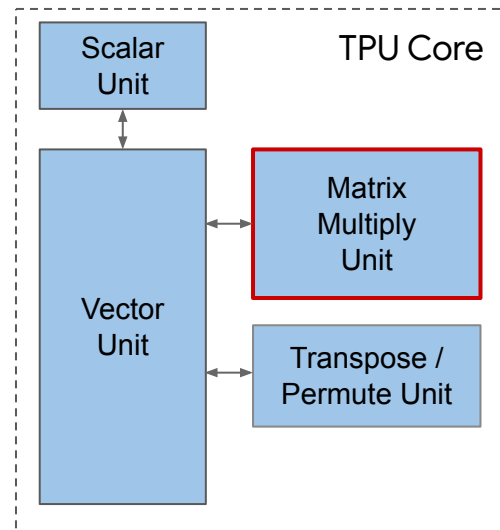 Scalar
Unit
TPU Core
Matrix
Multiply
Unit
Vector
Unit
Transpose /
Permute Unit